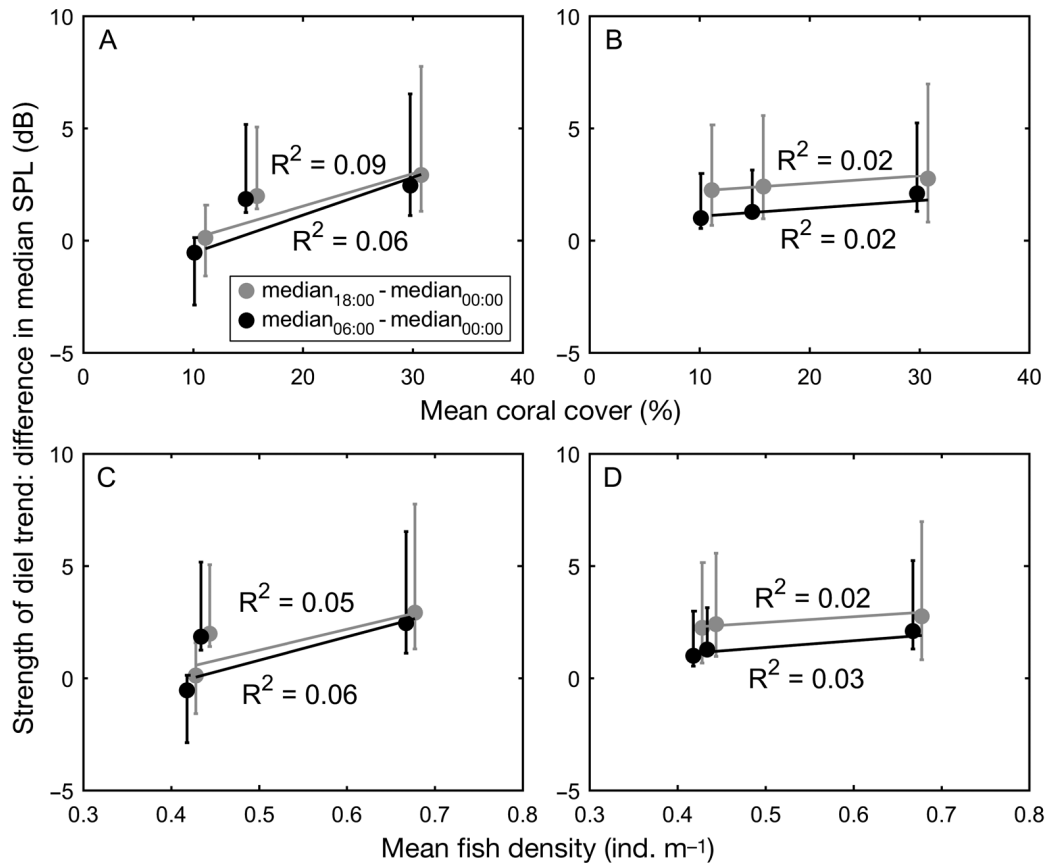 Strength of diel trend: difference in median SPL (dB)
A
10
5
0
−5
0
10
20
30
40
R² = 0.09
R² = 0.06
median18:00 - median00:00
median06:00 - median00:00
B
10
5
0
−5
0
10
20
30
40
R² = 0.02
R² = 0.02
Mean coral cover (%)
C
10
5
0
−5
0.3
0.4
0.5
0.6
0.7
0.8
R² = 0.05
R² = 0.06
D
10
5
0
−5
0.3
0.4
0.5
0.6
0.7
0.8
R² = 0.02
R² = 0.03
Mean fish density (ind. m⁻¹)